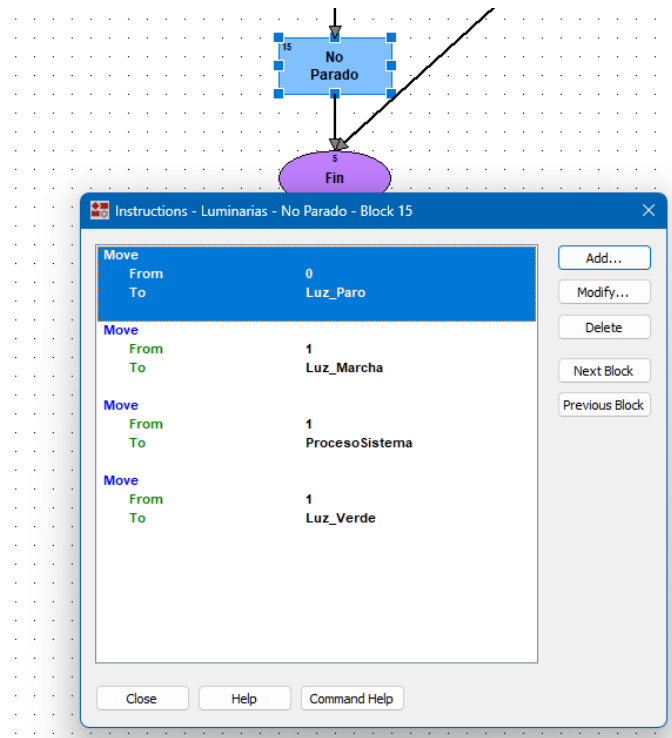 15
No
Parado
5
Fin
Instructions - Luminarias - No Parado - Block 15
Move
From 0
To Luz_Paro
Move
From 1
To Luz_Marcha
Move
From 1
To ProcesoSistema
Move
From 1
To Luz_Verde
Add...
Modify...
Delete
Next Block
Previous Block
Close Help Command Help